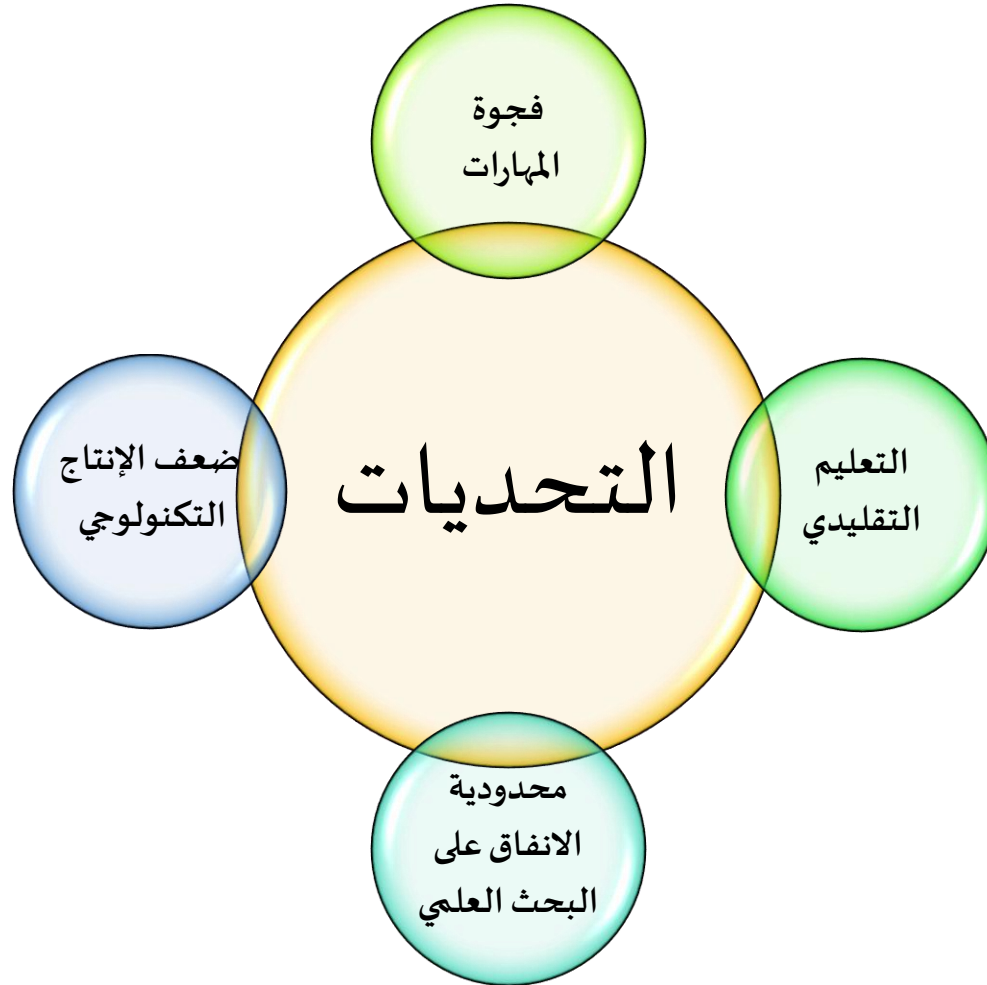 فجوة
المهارات
التحديات
التعليم
التقليدي
ضعف الإنتاج
التكنولوجي
محدودية
الانفاق على
البحث العلمي